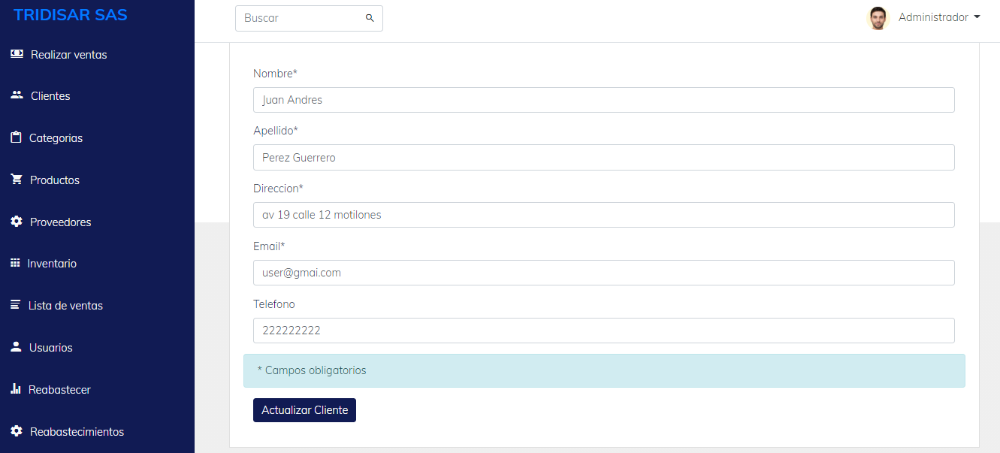 TRIDISAR SAS
Buscar
Administrador
Realizar ventas
Clientes
Categorias
Productos
Proveedores
Inventario
Lista de ventas
Usuarios
Reabastecer
Reabastecimientos
Nombre*
Juan Andres
Apellido*
Perez Guerrero
Direccion*
av 19 calle 12 motilones
Email*
user@gmai.com
Telefono
222222222
* Campos obligatorios
Actualizar Cliente